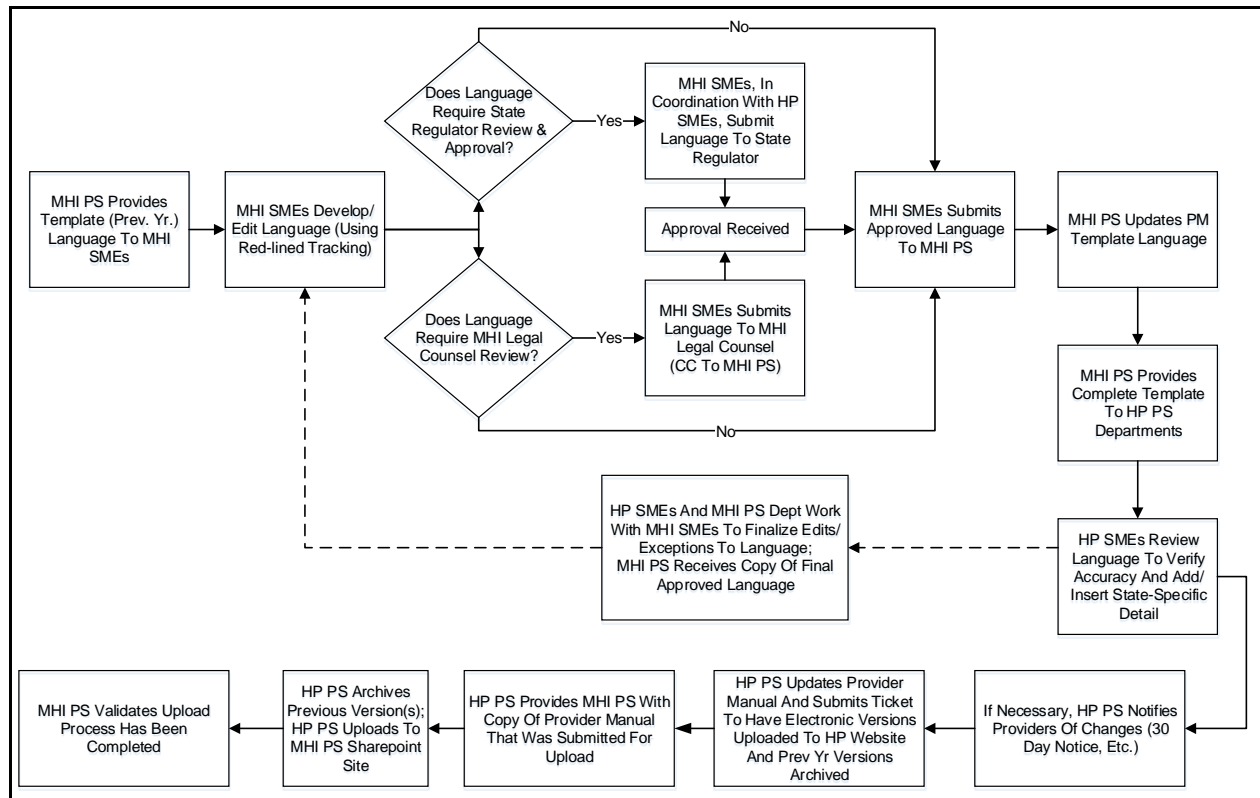 No
Does Language
Require State
Regulator Review &
Approval?
Yes
MHI SMEs, In
Coordination With HP
SMEs, Submit
Language To State
Regulator
MHI PS Provides
Template (Prev. Yr.)
Language To MHI
SMEs
MHI SMEs Develop/
Edit Language (Using
Red-lined Tracking)
Approval Received
MHI SMEs Submits
Approved Language
To MHI PS
MHI PS Updates PM
Template Language
Does Language
Require MHI Legal
Counsel Review?
Yes
MHI SMEs Submits
Language To MHI
Legal Counsel
(CC To MHI PS)
No
MHI PS Provides
Complete Template
To HP PS
Departments
HP SMEs And MHI PS Dept Work
With MHI SMEs To Finalize Edits/
Exceptions To Language;
MHI PS Receives Copy Of Final
Approved Language
HP SMEs Review
Language To Verify
Accuracy And Add/
Insert State-Specific
Detail
MHI PS Validates Upload
Process Has Been
Completed
HP PS Archives
Previous Version(s);
HP PS Uploads To
MHI PS Sharepoint
Site
HP PS Provides MHI PS With
Copy Of Provider Manual
That Was Submitted For
Upload
HP PS Updates Provider
Manual And Submits Ticket
To Have Electronic Versions
Uploaded To HP Website
And Prev Yr Versions
Archived
If Necessary, HP PS Notifies
Providers Of Changes (30
Day Notice, Etc.)